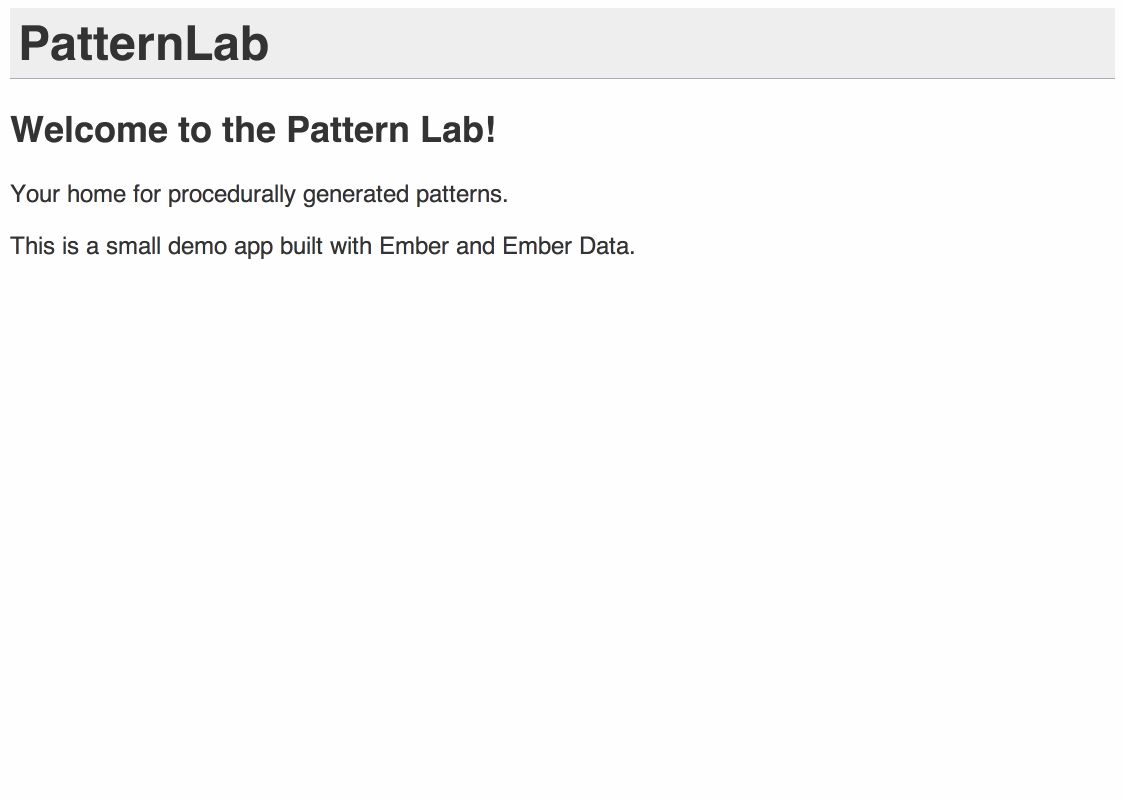 PatternLab
Welcome to the Pattern Lab!
Your home for procedurally generated patterns.
This is a small demo app built with Ember and Ember Data.